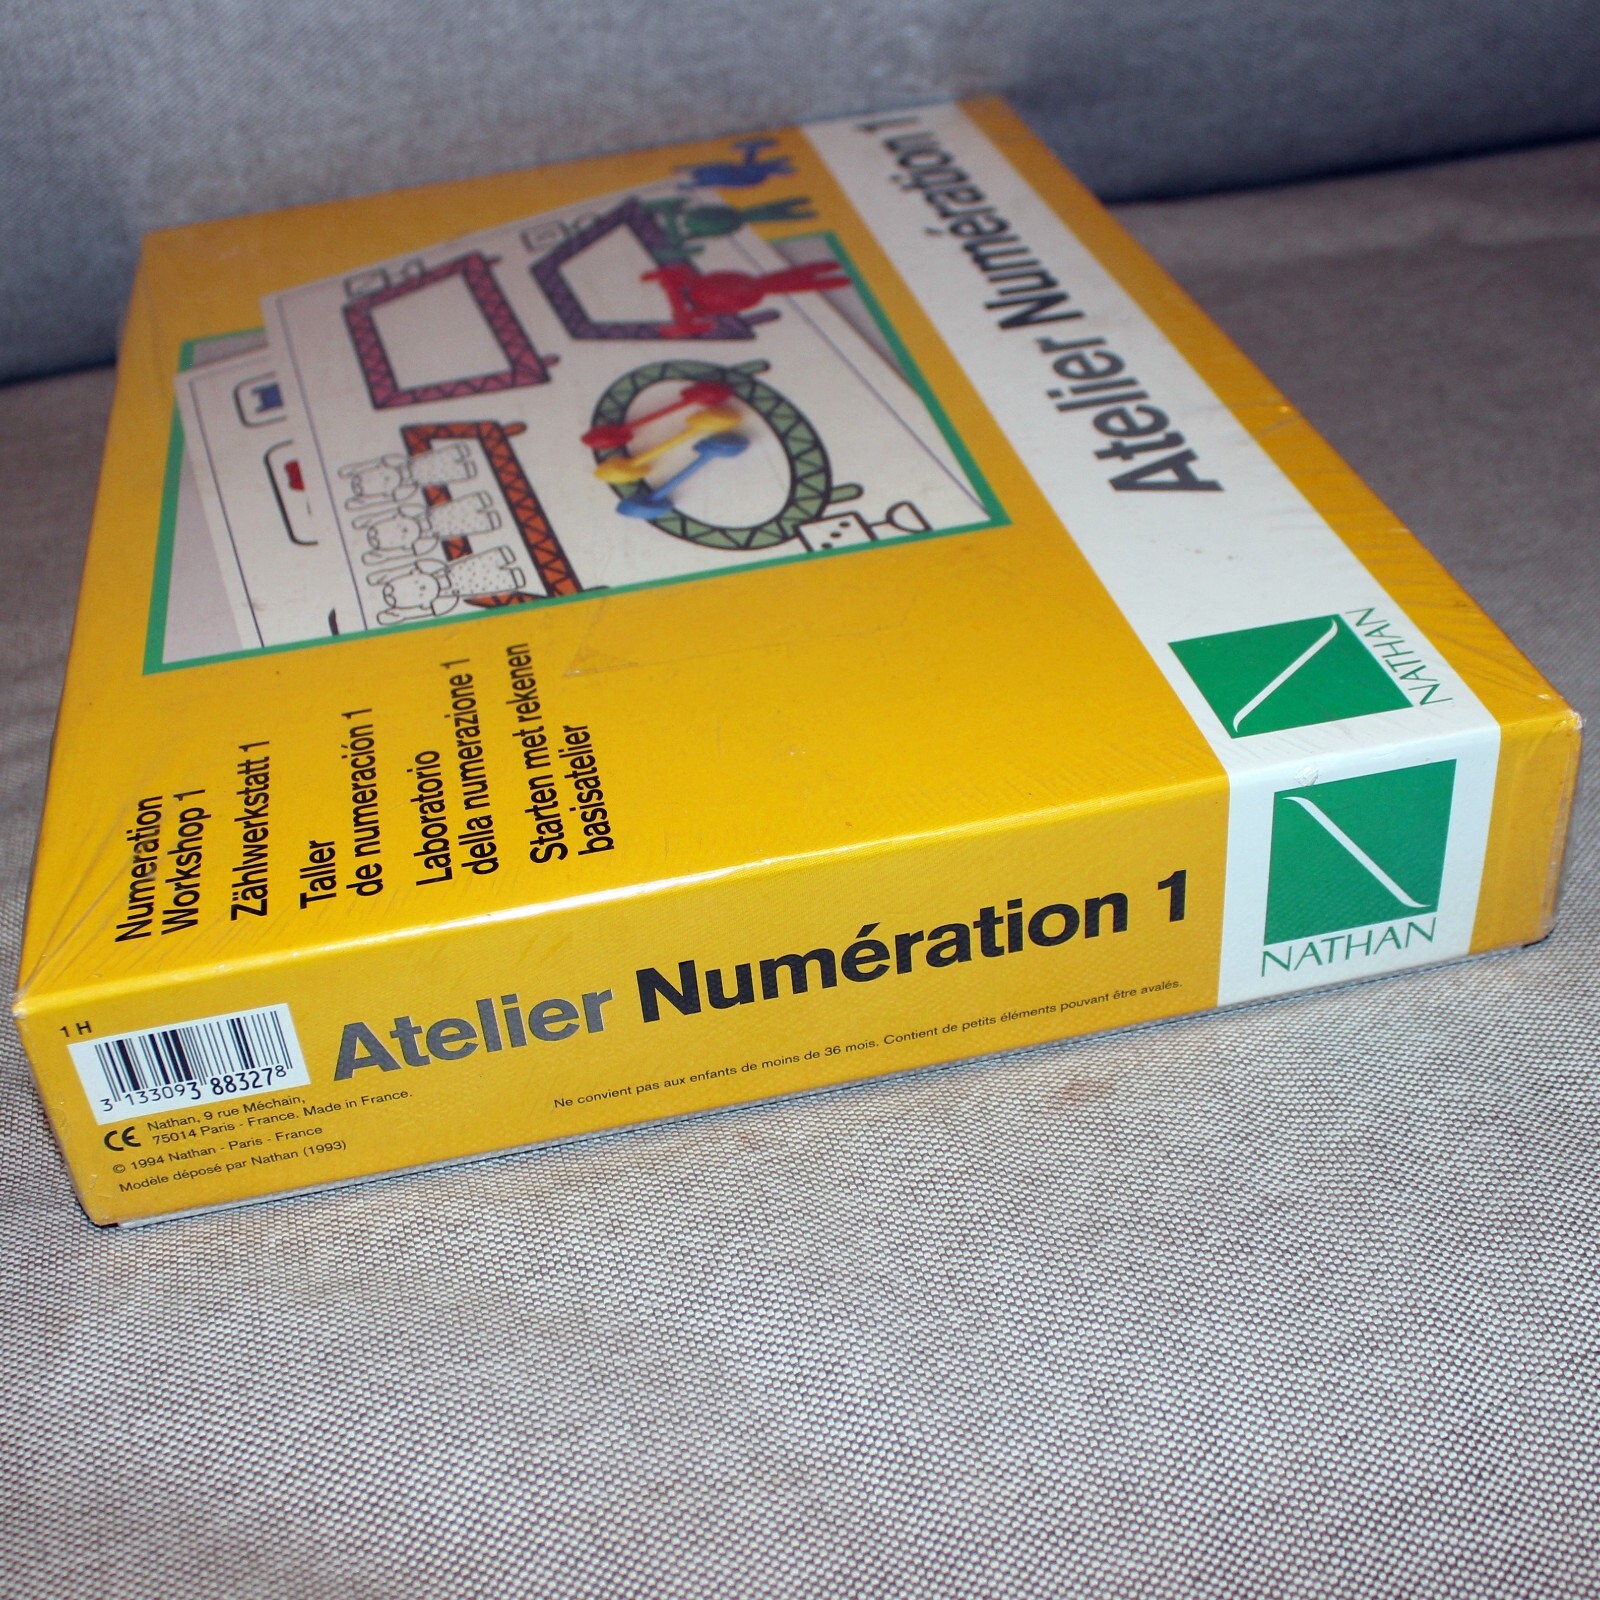 Atelier Numération 1
NATHAN
Numeration
Workshop 1
Zählwerkstatt 1
Taller
de numeración 1
Laboratorio
della numerazione 1
Starten met rekenen
basisatelier
1 H
3 133093 883278
Atelier Numération 1
NATHAN
Ne convient pas aux enfants de moins de 36 mois. Contient de petits éléments pouvant être avalés.
CE
Nathan, 9 rue Méchain,
75014 Paris - France. Made in France.
© 1994 Nathan - Paris - France
Modèle déposé par Nathan (1993)